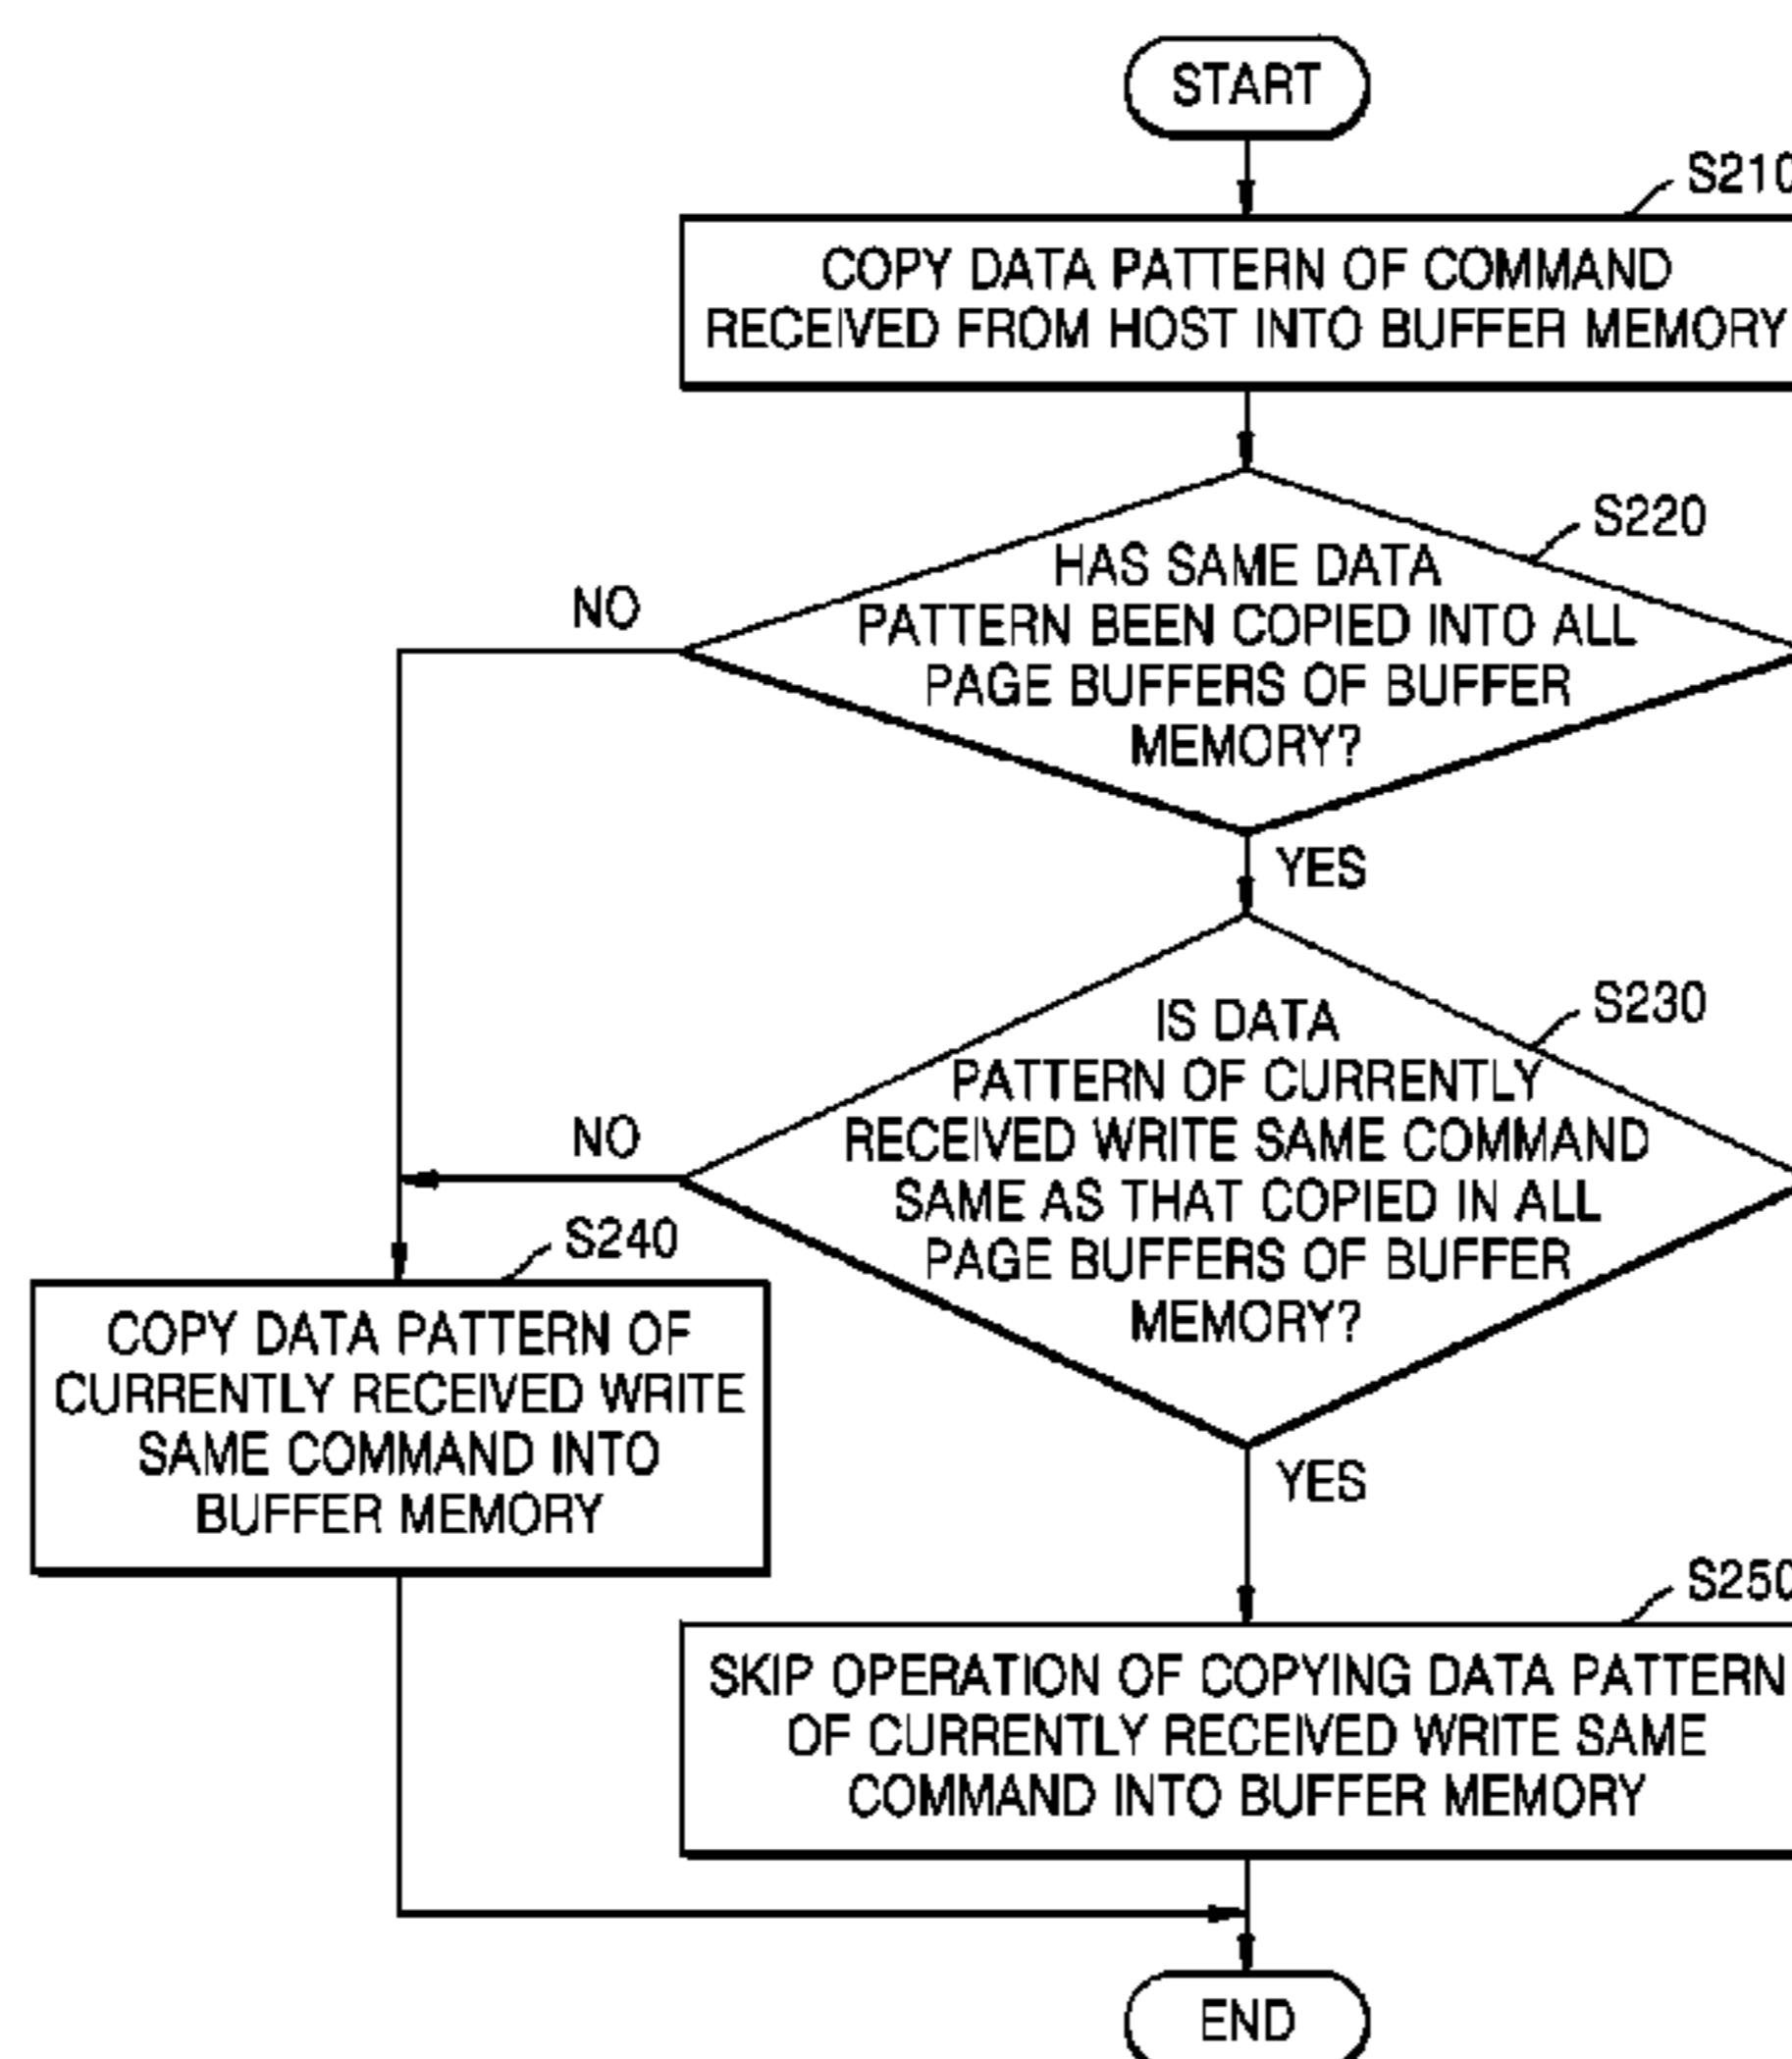 START
S210
COPY DATA PATTERN OF COMMAND
RECEIVED FROM HOST INTO BUFFER MEMORY
S220
HAS SAME DATA
PATTERN BEEN COPIED INTO ALL
PAGE BUFFERS OF BUFFER
MEMORY?
NO
YES
S230
IS DATA
PATTERN OF CURRENTLY
RECEIVED WRITE SAME COMMAND
SAME AS THAT COPIED IN ALL
PAGE BUFFERS OF BUFFER
MEMORY?
NO
YES
S240
COPY DATA PATTERN OF
CURRENTLY RECEIVED WRITE
SAME COMMAND INTO
BUFFER MEMORY
S250
SKIP OPERATION OF COPYING DATA PATTERN
OF CURRENTLY RECEIVED WRITE SAME
COMMAND INTO BUFFER MEMORY
END